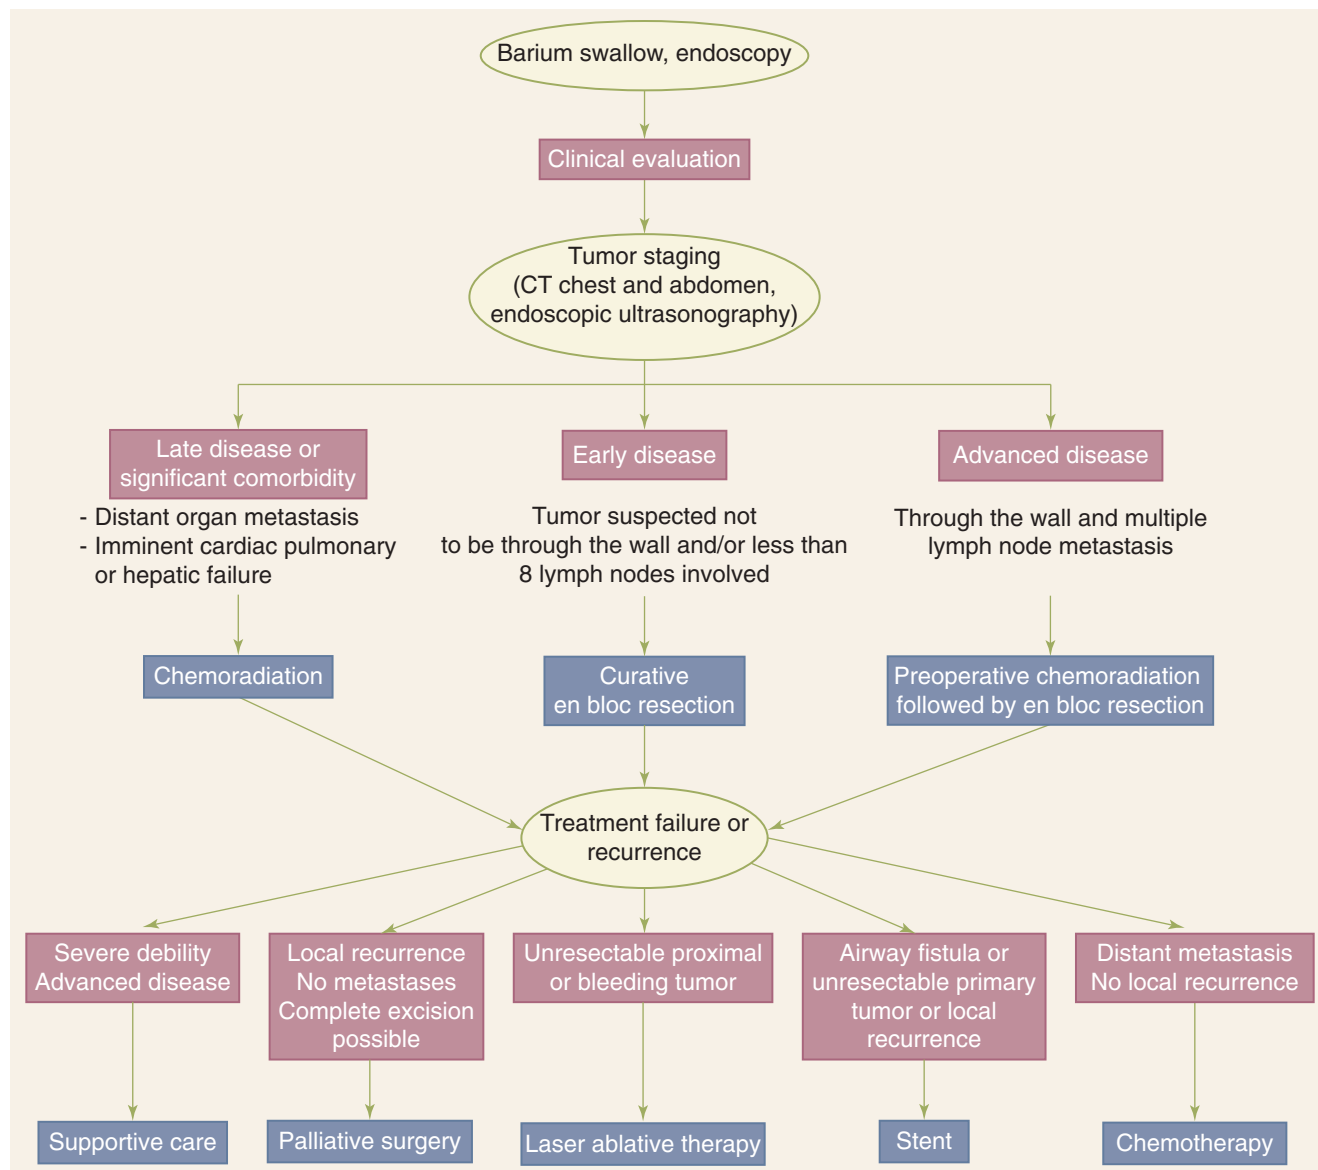 Barium swallow, endoscopy
Clinical evaluation
Tumor staging
(CT chest and abdomen,
endoscopic ultrasonography)
Late disease or
significant comorbidity
- Distant organ metastasis
- Imminent cardiac pulmonary
or hepatic failure
Chemoradiation
Early disease
Tumor suspected not
to be through the wall and/or less than
8 lymph nodes involved
Curative
en bloc resection
Advanced disease
Through the wall and multiple
lymph node metastasis
Preoperative chemoradiation
followed by en bloc resection
Treatment failure or
recurrence
Severe debility
Advanced disease
Supportive care
Local recurrence
No metastases
Complete excision
possible
Palliative surgery
Unresectable proximal
or bleeding tumor
Laser ablative therapy
Airway fistula or
unresectable primary
tumor or local
recurrence
Stent
Distant metastasis
No local recurrence
Chemotherapy